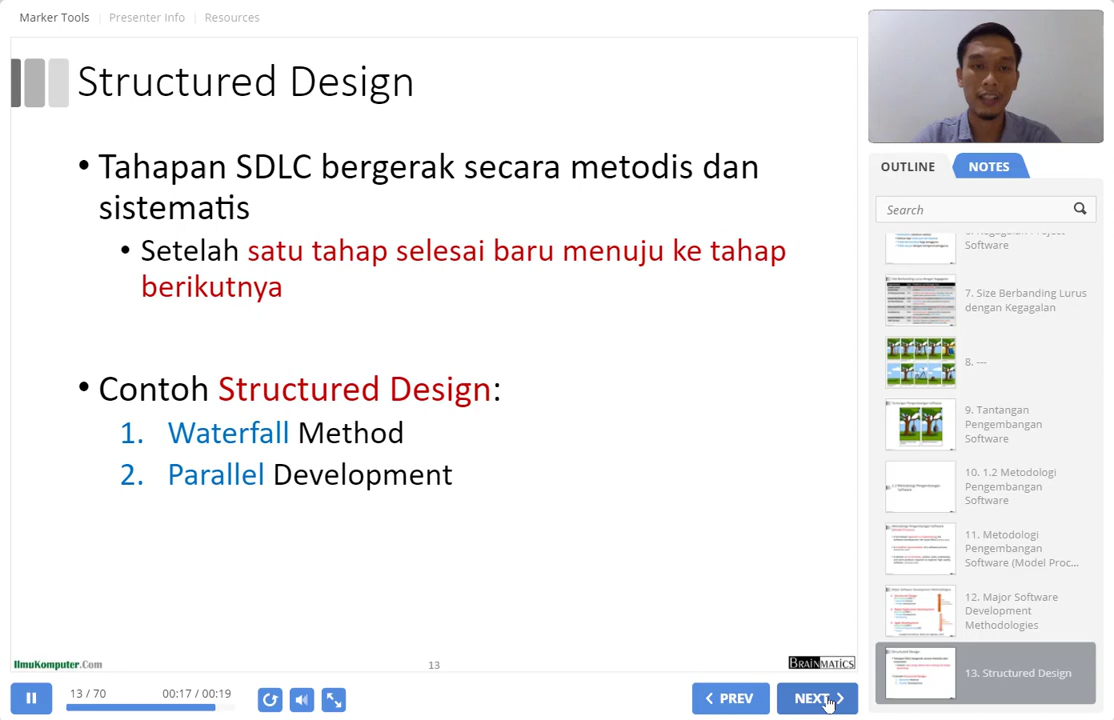 Marker Tools | Presenter Info | Resources
Structured Design
• Tahapan SDLC bergerak secara metodis dan
sistematis
• Setelah satu tahap selesai baru menuju ke tahap
berikutnya
• Contoh Structured Design:
1. Waterfall Method
2. Parallel Development
IlmuKomputer.Com
13
BRAINMATICS
13 / 70
00:17 / 00:19
PREV
NEXT
OUTLINE
NOTES
Search
Software
7. Size Berbanding Lurus
dengan Kegagalan
8. ---
9. Tantangan
Pengembangan
Software
10. 1.2 Metodologi
Pengembangan
Software
11. Metodologi
Pengembangan
Software (Model Proc...
12. Major Software
Development
Methodologies
13. Structured Design